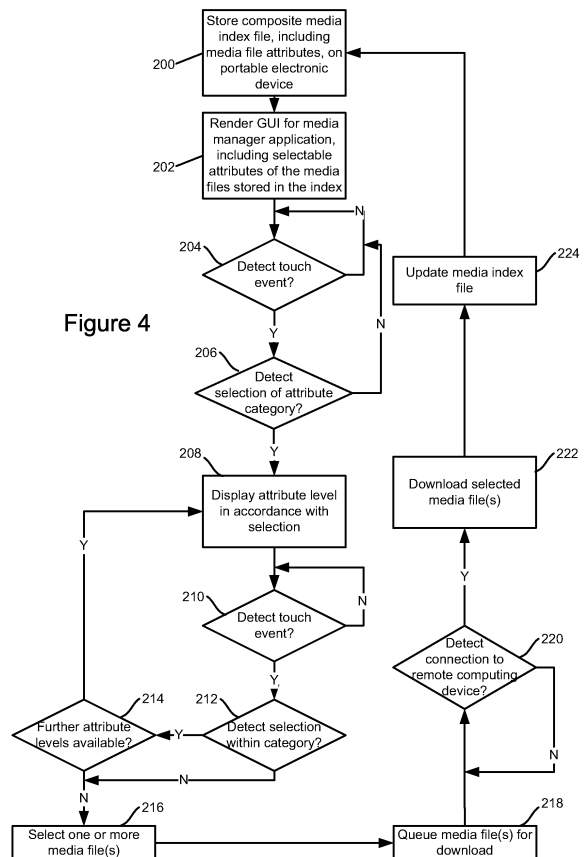 Store composite media
index file, including
media file attributes, on
portable electronic
device
200
Render GUI for media
manager application,
including selectable
attributes of the media
files stored in the index
202
N
204
Detect touch
event?
Y
N
Figure 4
206
Detect
selection of attribute
category?
Y
208
Display attribute level
in accordance with
selection
Y
210
Detect touch
event?
N
Y
212
Detect selection
within category?
Y
N
214
Further attribute
levels available?
N
216
Select one or more
media file(s)
218
Queue media file(s) for
download
220
Detect
connection to
remote computing
device?
N
Y
222
Download selected
media file(s)
224
Update media index
file